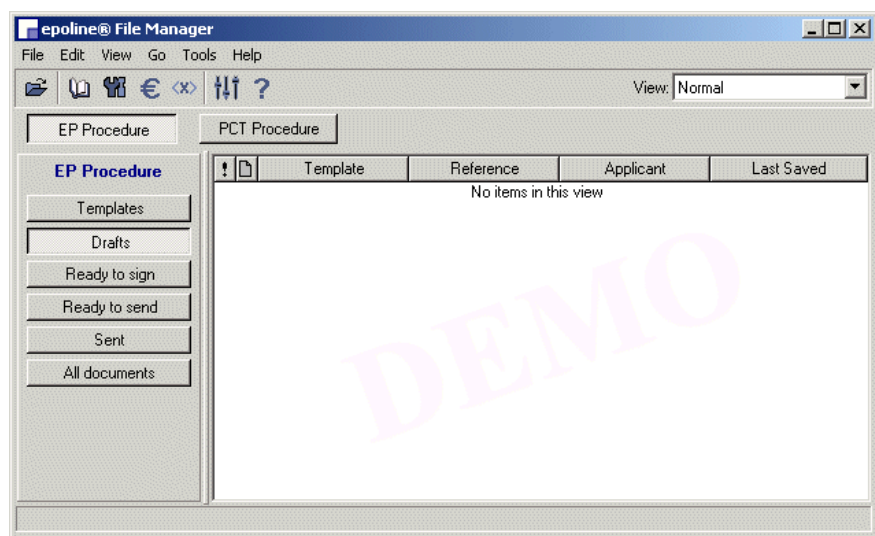 epoline® File Manager
File Edit View Go Tools Help
€ <x> ? View: Normal
EP Procedure PCT Procedure
EP Procedure
! Template Reference Applicant Last Saved
No items in this view
Templates
Drafts
Ready to sign
Ready to send
Sent
All documents
DEMO